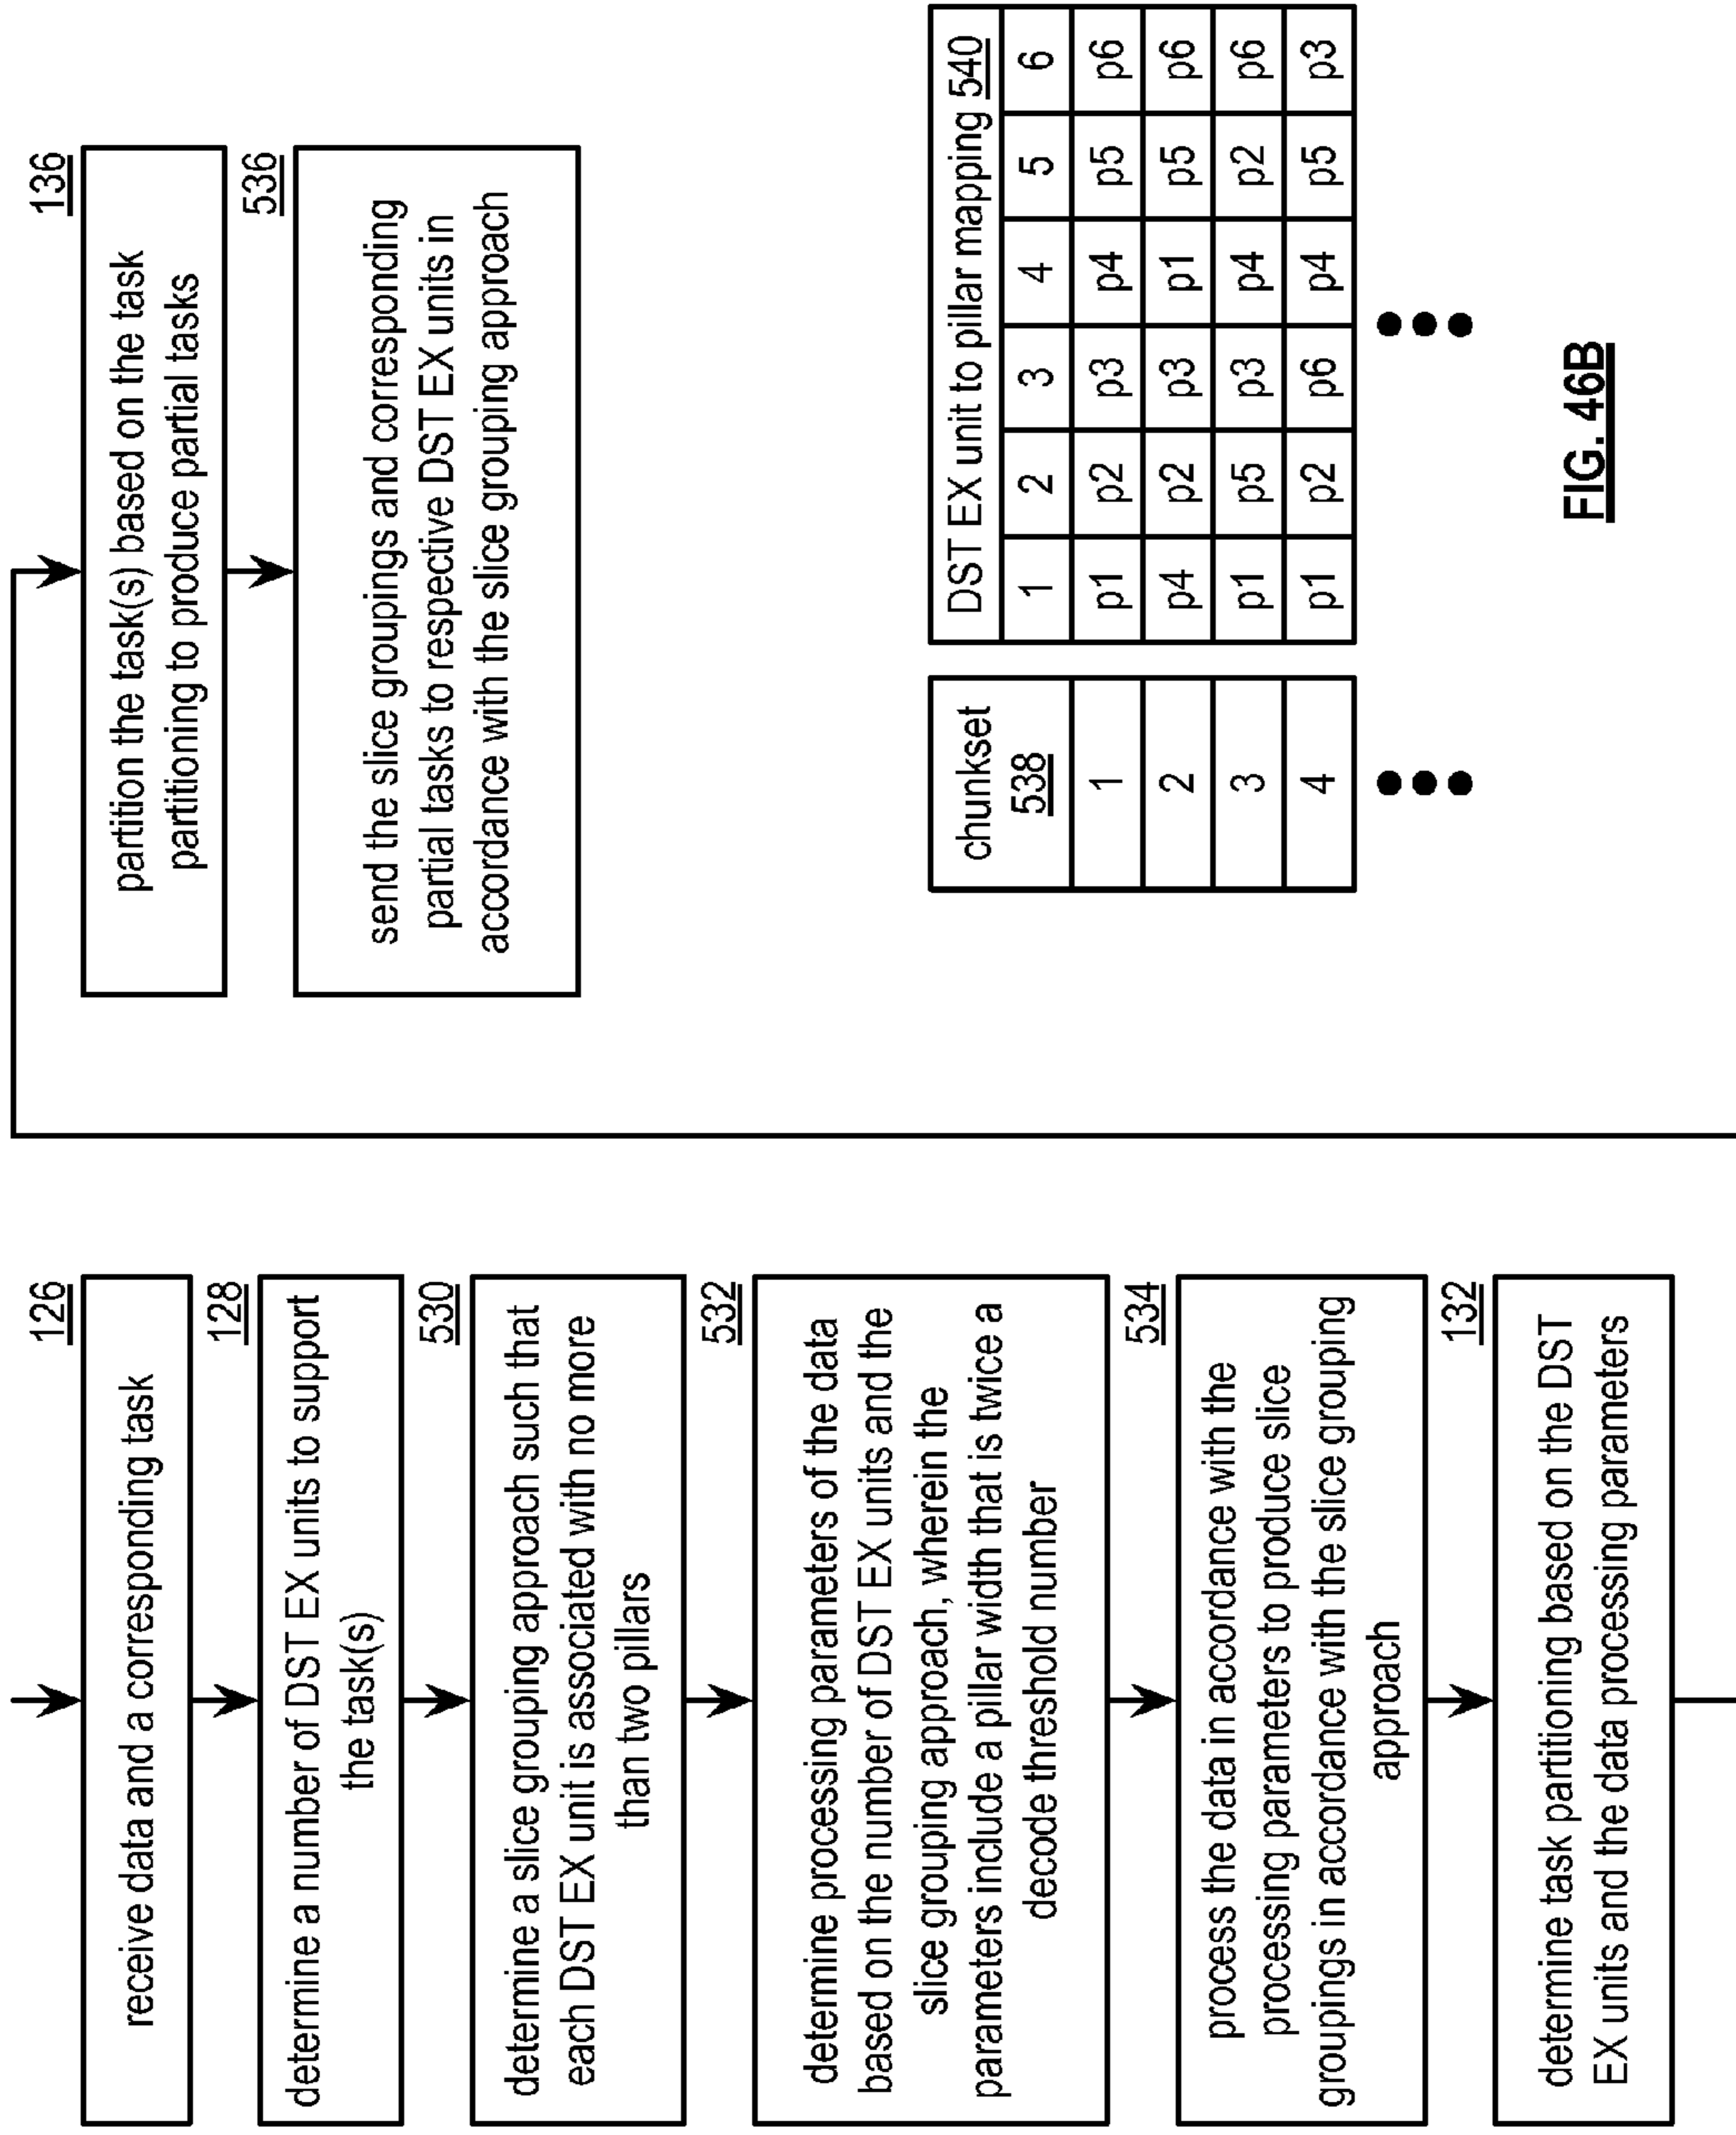 126
receive data and a corresponding task
128
determine a number of DST EX units to support
the task(s)
530
determine a slice grouping approach such that
each DST EX unit is associated with no more
than two pillars
532
determine processing parameters of the data
based on the number of DST EX units and the
slice grouping approach, wherein the
parameters include a pillar width that is twice a
decode threshold number
534
process the data in accordance with the
processing parameters to produce slice
groupings in accordance with the slice grouping
approach
132
determine task partitioning based on the DST
EX units and the data processing parameters
136
partition the task(s) based on the task
partitioning to produce partial tasks
536
send the slice groupings and corresponding
partial tasks to respective DST EX units in
accordance with the slice grouping approach
chunkset
538
DST EX unit to pillar mapping 540
1 2 3 4 5 6
1 p1 p2 p3 p4 p5 p6
2 p4 p2 p3 p1 p5 p6
3 p1 p5 p3 p4 p2 p6
4 p1 p2 p6 p4 p5 p3
FIG. 46B